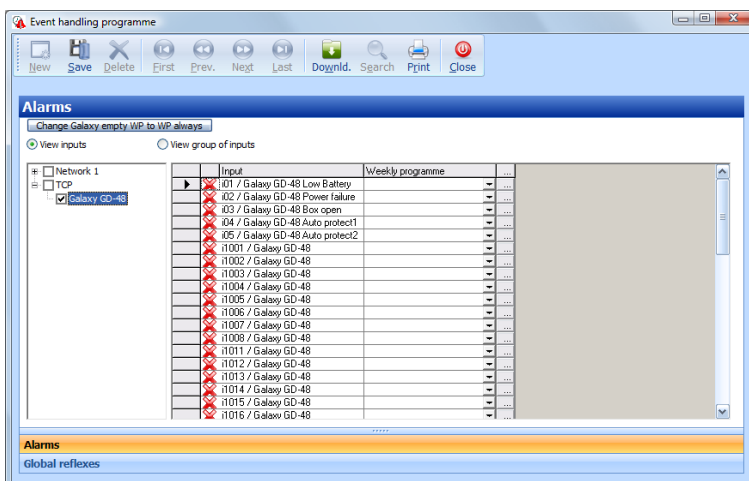 Event handling programme
New Save Delete First Prev. Next Last Downld. Search Print Close
Alarms
Change Galaxy empty WP to WP always
View inputs View group of inputs
Network 1
TCP
Galaxy GD-48
Input Weekly programme ...
i01 / Galaxy GD-48 Low Battery ...
i02 / Galaxy GD-48 Power failure ...
i03 / Galaxy GD-48 Box open ...
i04 / Galaxy GD-48 Auto protect1 ...
i05 / Galaxy GD-48 Auto protect2 ...
i1001 / Galaxy GD-48 ...
i1002 / Galaxy GD-48 ...
i1003 / Galaxy GD-48 ...
i1004 / Galaxy GD-48 ...
i1005 / Galaxy GD-48 ...
i1006 / Galaxy GD-48 ...
i1007 / Galaxy GD-48 ...
i1008 / Galaxy GD-48 ...
i1011 / Galaxy GD-48 ...
i1012 / Galaxy GD-48 ...
i1013 / Galaxy GD-48 ...
i1014 / Galaxy GD-48 ...
i1015 / Galaxy GD-48 ...
i1016 / Galaxy GD-48 ...
Alarms
Global reflexes